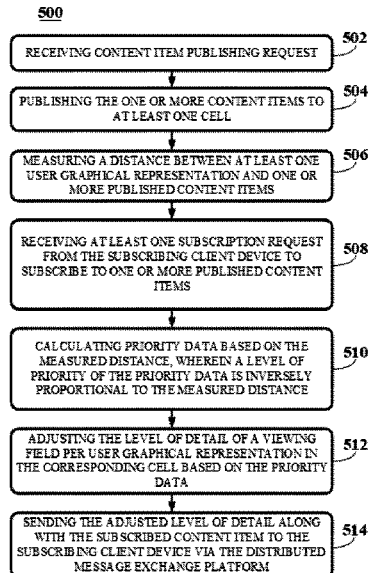 500
RECEIVING CONTENT ITEM PUBLISHING REQUEST
502
PUBLISHING THE ONE OR MORE CONTENT ITEMS TO
AT LEAST ONE CELL
504
MEASURING A DISTANCE BETWEEN AT LEAST ONE
USER GRAPHICAL REPRESENTATION AND ONE OR
MORE PUBLISHED CONTENT ITEMS
506
RECEIVING AT LEAST ONE SUBSCRIPTION REQUEST
FROM THE SUBSCRIBING CLIENT DEVICE TO
SUBSCRIBE TO ONE OR MORE PUBLISHED CONTENT
ITEMS
508
CALCULATING PRIORITY DATA BASED ON THE
MEASURED DISTANCE, WHEREIN A LEVEL OF
PRIORITY OF THE PRIORITY DATA IS INVERSELY
PROPORTIONAL TO THE MEASURED DISTANCE
510
ADJUSTING THE LEVEL OF DETAIL OF A VIEWING
FIELD PER USER GRAPHICAL REPRESENTATION IN
THE CORRESPONDING CELL BASED ON THE PRIORITY
DATA
512
SENDING THE ADJUSTED LEVEL OF DETAIL ALONG
WITH THE SUBSCRIBED CONTENT ITEM TO THE
SUBSCRIBING CLIENT DEVICE VIA THE DISTRIBUTED
MESSAGE EXCHANGE PLATFORM
514